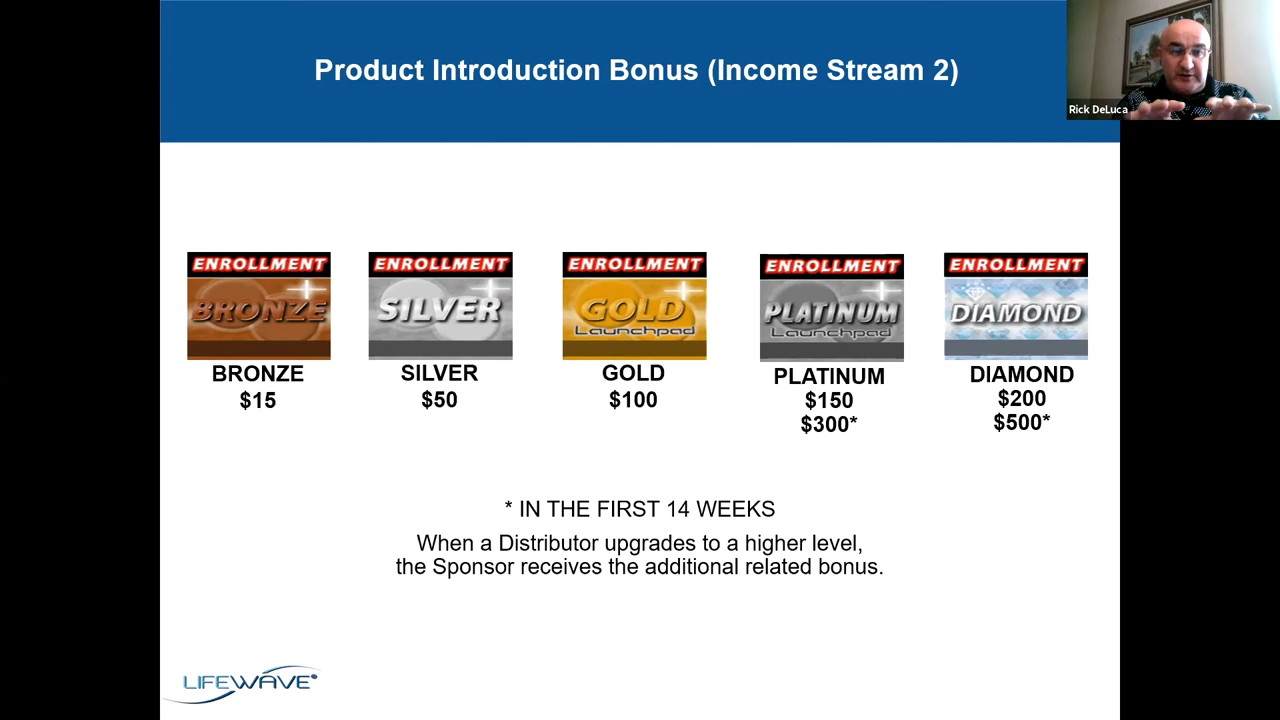 Product Introduction Bonus (Income Stream 2)
Rick DeLuca
ENROLLMENT
BRONZE
BRONZE
$15
ENROLLMENT
SILVER
SILVER
$50
ENROLLMENT
GOLD
Launchpad
GOLD
$100
ENROLLMENT
PLATINUM
Launchpad
PLATINUM
$150
$300*
ENROLLMENT
DIAMOND
DIAMOND
$200
$500*
* IN THE FIRST 14 WEEKS
When a Distributor upgrades to a higher level,
the Sponsor receives the additional related bonus.
LIFEWAVE